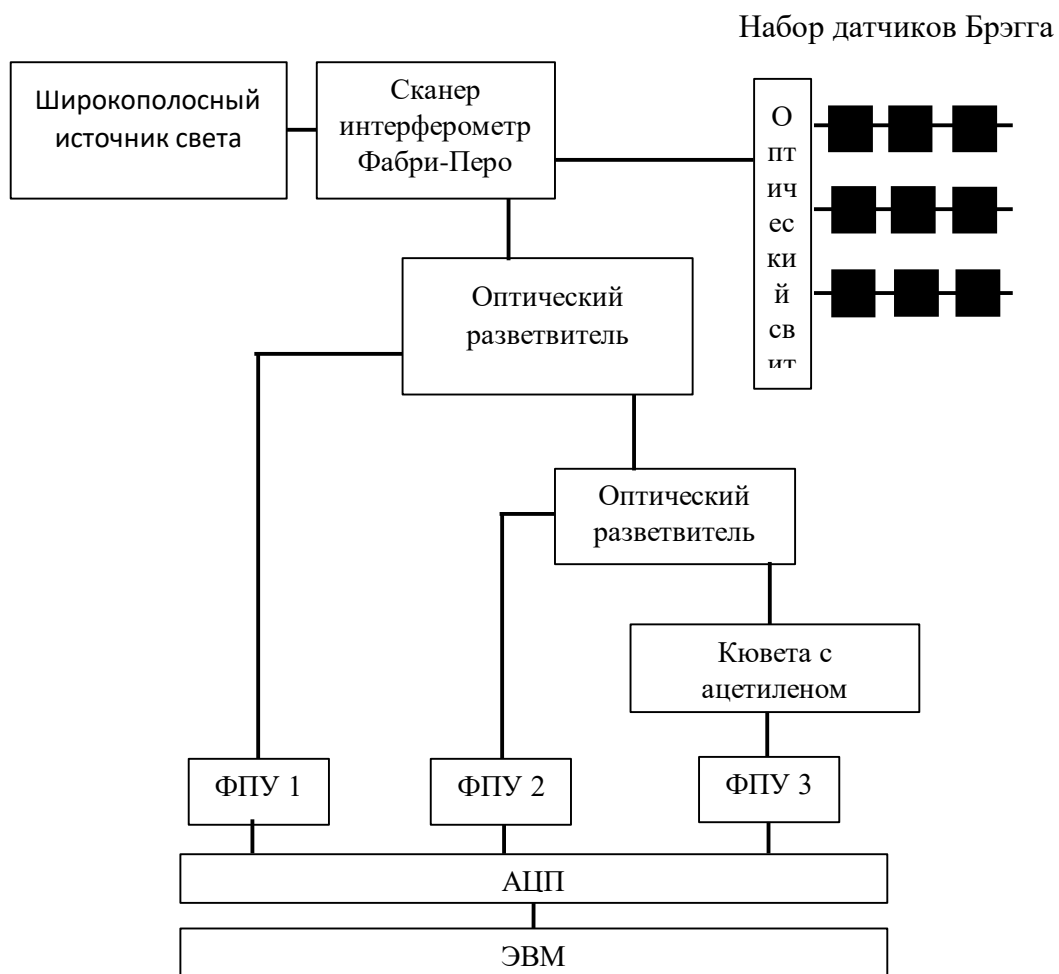 Набор датчиков Брэгга
Широкополосный
источник света
Сканер
интерферометр
Фабри-Перо
О
пт
ич
ес
ки
й
св
ит
Оптический
разветвитель
Оптический
разветвитель
Кювета с
ацетиленом
ФПУ 1
ФПУ 2
ФПУ 3
АЦП
ЭВМ